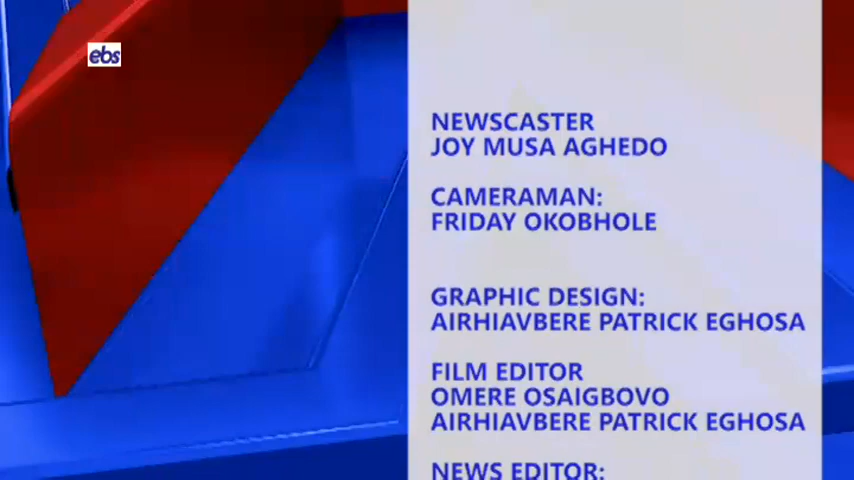 ebs
NEWSCASTER
JOY MUSA AGHEDO
CAMERAMAN:
FRIDAY OKOBHOLE
GRAPHIC DESIGN:
AIRHIAVBERE PATRICK EGHOSA
FILM EDITOR
OMERE OSAIGBOVO
AIRHIAVBERE PATRICK EGHOSA
NEWS EDITOR: